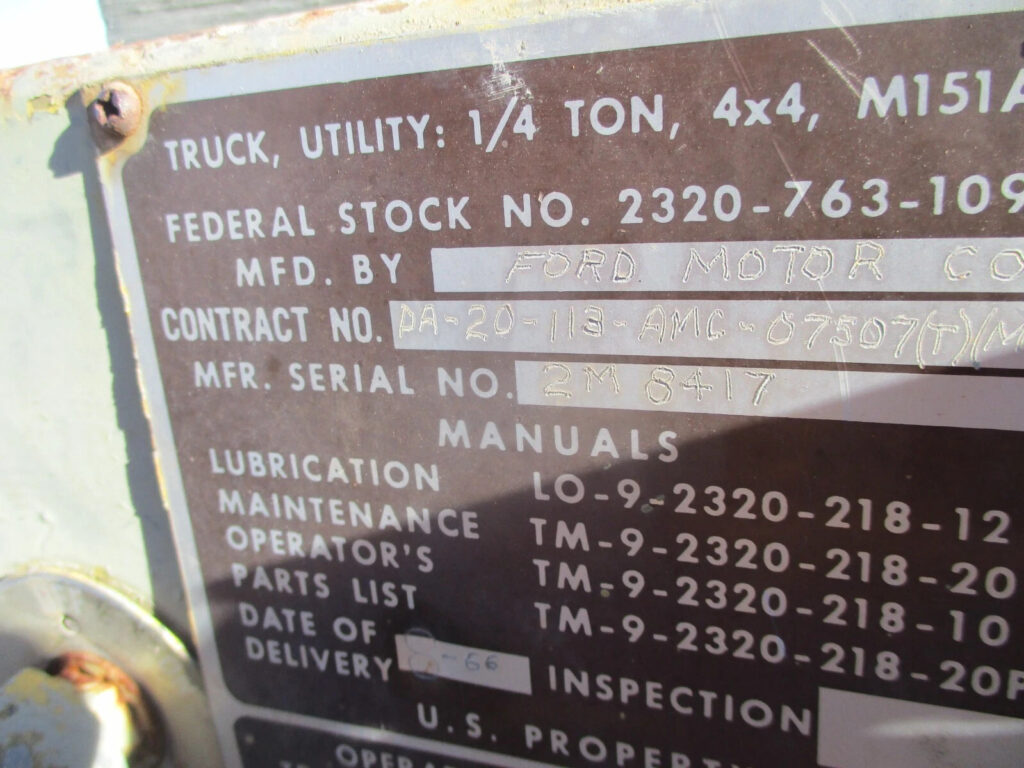 TRUCK, UTILITY: 1/4 TON, 4x4, M151A
FEDERAL STOCK NO. 2320-763-109
MFD. BY FORD MOTOR CO
CONTRACT NO. DA-20-113-AMC-07507(T)/M
MFR. SERIAL NO. 2M 8417
MANUALS
LUBRICATION LO-9-2320-218-12
MAINTENANCE TM-9-2320-218-20
OPERATOR'S TM-9-2320-218-10
PARTS LIST TM-9-2320-218-20P
DATE OF
DELIVERY 8-66 INSPECTION
U.S. PROPERTY
OPERA